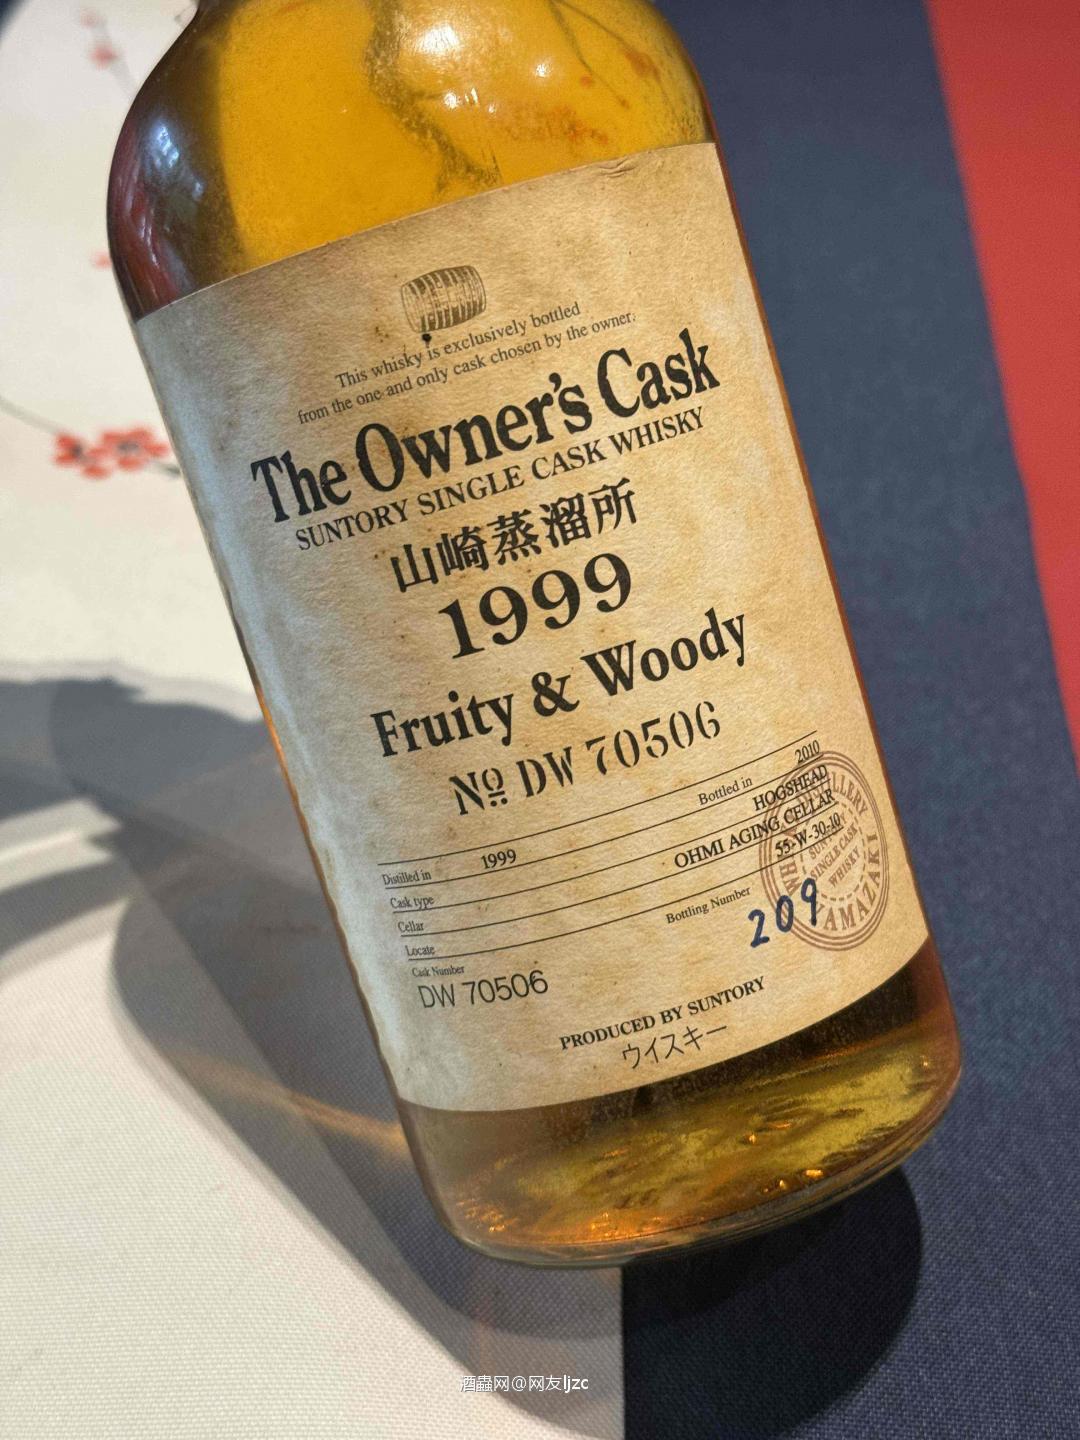 This whisky is exclusively bottled
from the one and only cask chosen by the owner.
The Owner's Cask
SUNTORY SINGLE CASK WHISKY
山崎蒸溜所
1999
Fruity & Woody
Nº DW 70506
Distilled in 1999 Bottled in 2010
Cask type HOGSHEAD
Cellar OHMI AGING CELLAR
Locate 55-W-30-10
Cask Number Bottling Number
DW 70506 209
SUNTORY
SINGLE CASK
WHISKY
YAMAZAKI
PRODUCED BY SUNTORY
ウイスキー
酒蟲网@网友ljzc